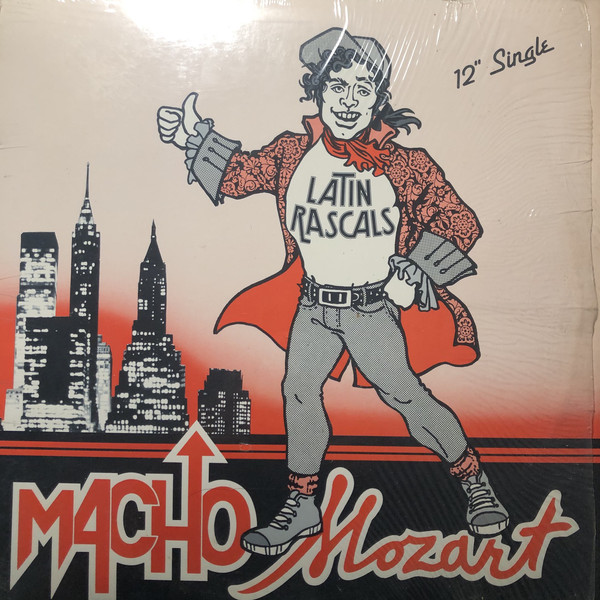 12" Single
LATIN
RASCALS
MACHO Mozart